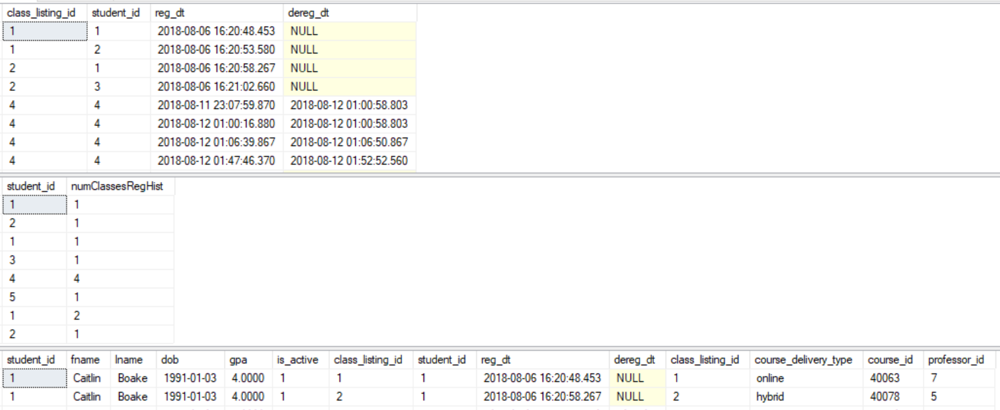 class_listing_id student_id reg_dt dereg_dt
1 1 2018-08-06 16:20:48.453 NULL
1 2 2018-08-06 16:20:53.580 NULL
2 1 2018-08-06 16:20:58.267 NULL
2 3 2018-08-06 16:21:02.660 NULL
4 4 2018-08-11 23:07:59.870 2018-08-12 01:00:58.803
4 4 2018-08-12 01:00:16.880 2018-08-12 01:00:58.803
4 4 2018-08-12 01:06:39.867 2018-08-12 01:06:50.867
4 4 2018-08-12 01:47:46.370 2018-08-12 01:52:52.560
student_id numClassesRegHist
1 1
2 1
1 1
3 1
4 4
5 1
1 2
2 1
student_id fname lname dob gpa is_active class_listing_id student_id reg_dt dereg_dt class_listing_id course_delivery_type course_id professor_id
1 Caitlin Boake 1991-01-03 4.0000 1 1 1 2018-08-06 16:20:48.453 NULL 1 online 40063 7
1 Caitlin Boake 1991-01-03 4.0000 1 2 1 2018-08-06 16:20:58.267 NULL 2 hybrid 40078 5